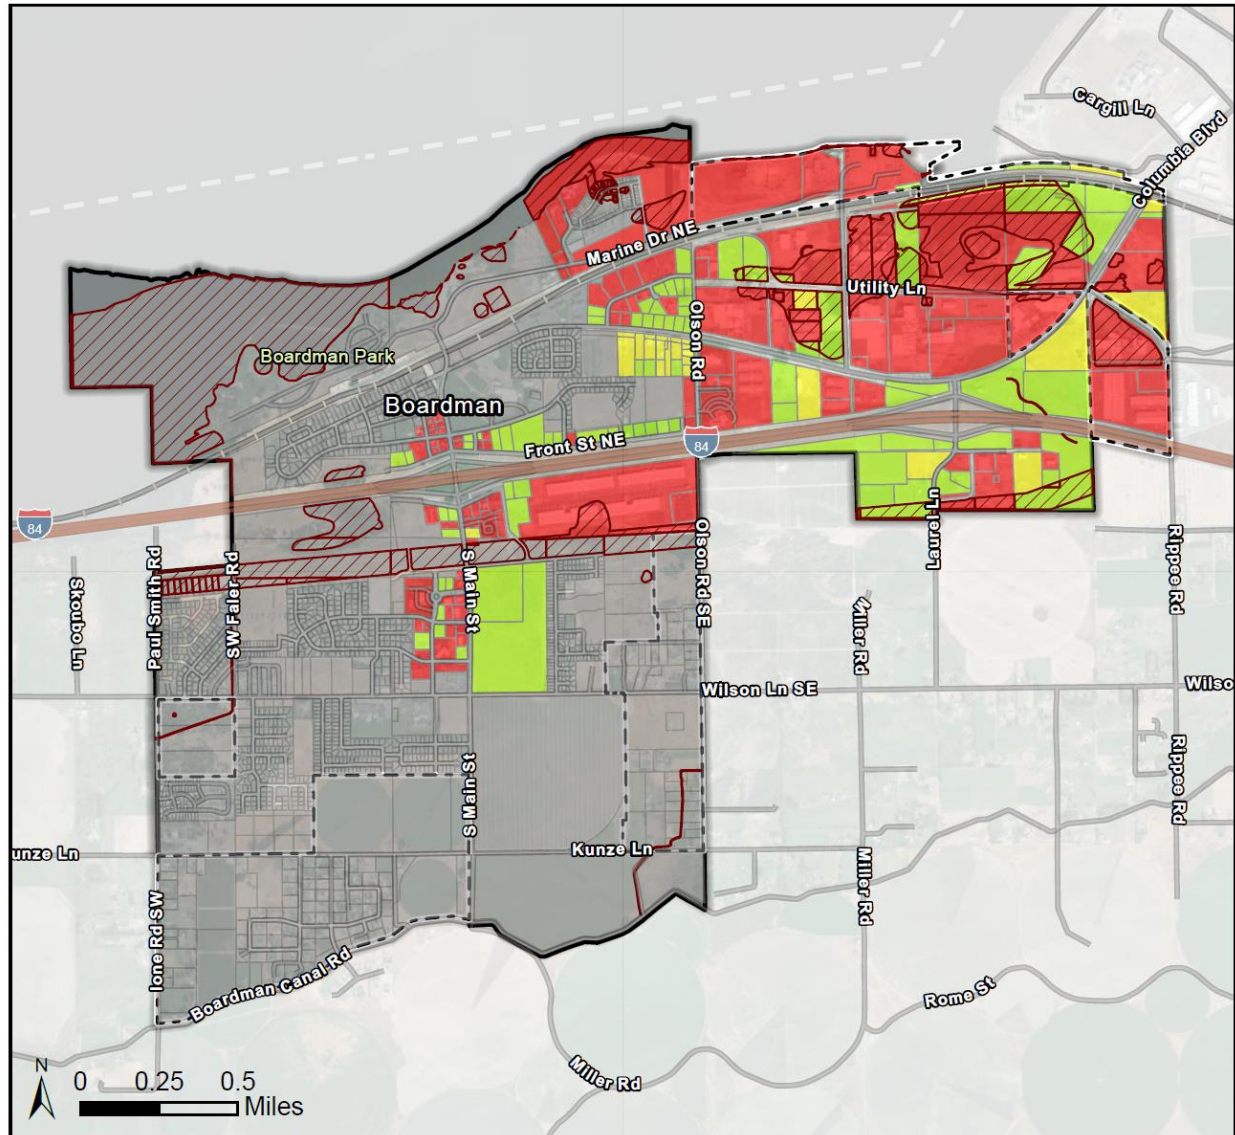 Cargill Ln
Columbia Blvd
Marine Dr NE
Utility Ln
Olson Rd
Boardman Park
Boardman
Front St NE
84
84
Laurel Ln
Olson Rd SE
Rippee Rd
S Main St
SW Faler Rd
Paul Smith Rd
Skoubo Ln
Miller Rd
Wilson Ln SE
Wilso
Rippee Rd
S Main St
unze Ln
Kunze Ln
Miller Rd
Ione Rd SW
Boardman Canal Rd
Rome St
Miller Rd
N
0 0.25 0.5
Miles